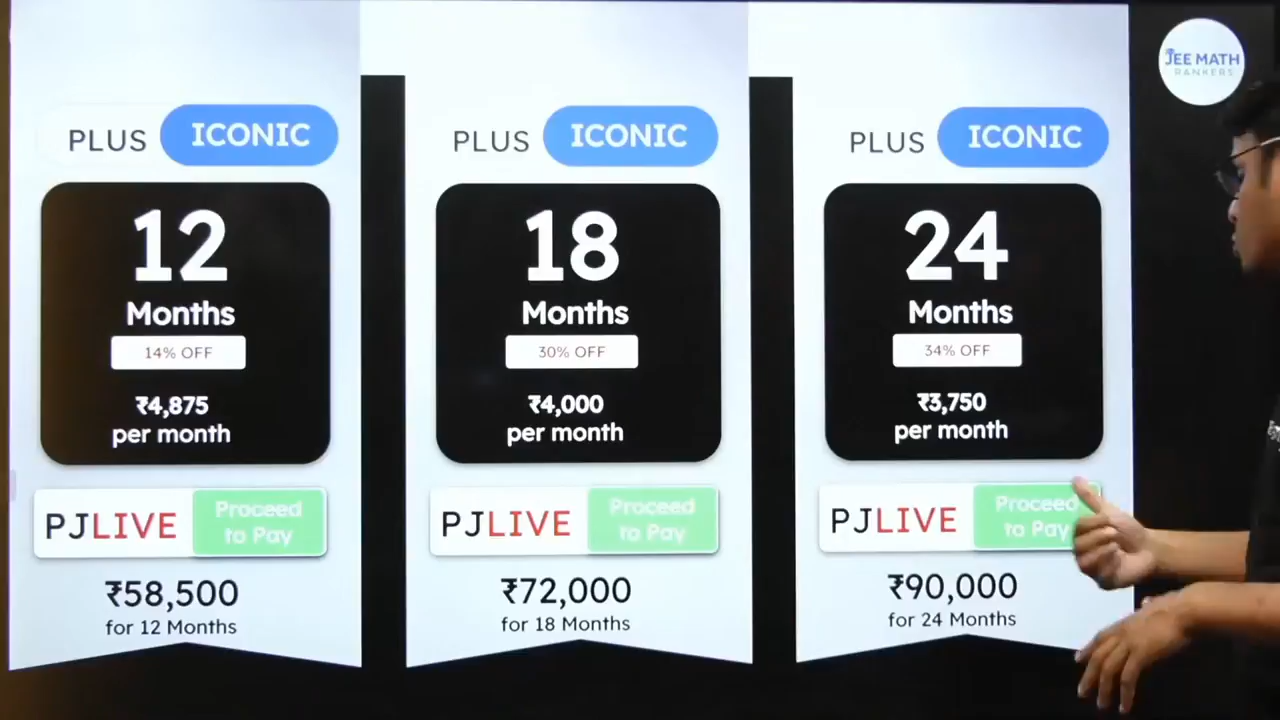 JEE MATH
RANKERS
PLUS ICONIC
12
Months
14% OFF
₹4,875
per month
PJLIVE
Proceed
to Pay
₹58,500
for 12 Months
PLUS ICONIC
18
Months
30% OFF
₹4,000
per month
PJLIVE
Proceed
to Pay
₹72,000
for 18 Months
PLUS ICONIC
24
Months
34% OFF
₹3,750
per month
PJLIVE
Proceed
to Pay
₹90,000
for 24 Months